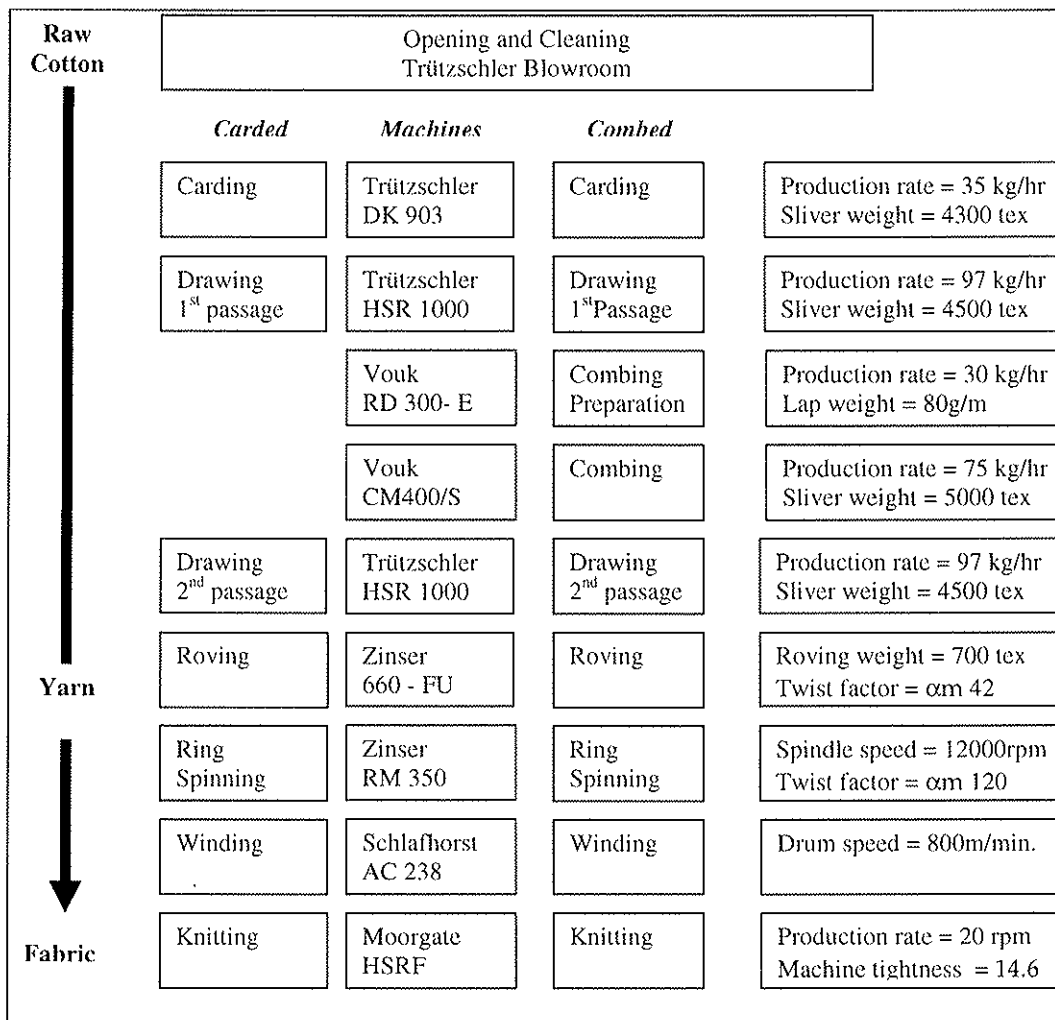 Raw
Cotton
Opening and Cleaning
Trützschler Blowroom
Carded Machines Combed
Carding
Trützschler
DK 903
Carding
Production rate = 35 kg/hr
Sliver weight = 4300 tex
Drawing
1st passage
Trützschler
HSR 1000
Drawing
1stPassage
Production rate = 97 kg/hr
Sliver weight = 4500 tex
Vouk
RD 300- E
Combing
Preparation
Production rate = 30 kg/hr
Lap weight = 80g/m
Vouk
CM400/S
Combing
Production rate = 75 kg/hr
Sliver weight = 5000 tex
Drawing
2nd passage
Trützschler
HSR 1000
Drawing
2nd passage
Production rate = 97 kg/hr
Sliver weight = 4500 tex
Yarn
Roving
Zinser
660 - FU
Roving
Roving weight = 700 tex
Twist factor = αm 42
Ring
Spinning
Zinser
RM 350
Ring
Spinning
Spindle speed = 12000rpm
Twist factor = αm 120
Winding
Schlafhorst
AC 238
Winding
Drum speed = 800m/min.
Fabric
Knitting
Moorgate
HSRF
Knitting
Production rate = 20 rpm
Machine tightness = 14.6